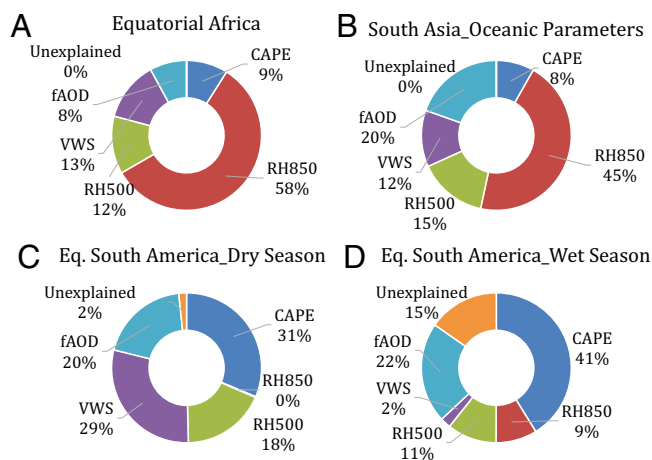 A
Equatorial Africa
Unexplained
0%
CAPE
9%
fAOD
8%
VWS
13%
RH500
12%
RH850
58%
B
South Asia_Oceanic Parameters
Unexplained
0%
CAPE
8%
fAOD
20%
VWS
12%
RH500
15%
RH850
45%
C
Eq. South America_Dry Season
Unexplained
2%
CAPE
31%
fAOD
20%
RH850
0%
VWS
29%
RH500
18%
D
Eq. South America_Wet Season
Unexplained
15%
CAPE
41%
fAOD
22%
VWS
2%
RH500
11%
RH850
9%